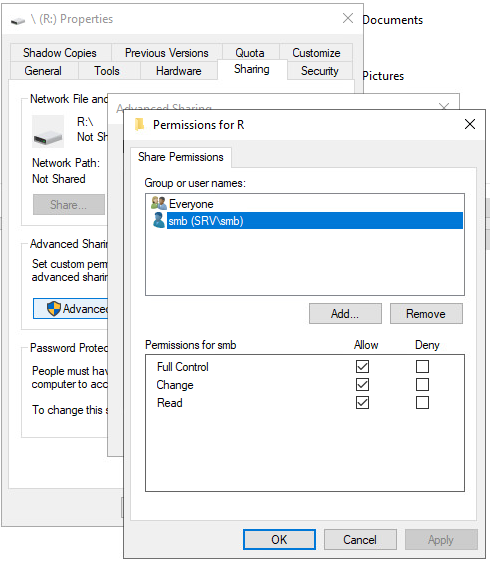 \ (R:) Properties
Documents
Shadow Copies
Previous Versions
Quota
Customize
General
Tools
Hardware
Sharing
Security
Pictures
Network File and
R:\
Not Sh
Network Path:
Not Shared
Share...
Advanced Sharin
Set custom perm
advanced sharin
Advanced
Password Protec
People must have
computer to acc
To change this s
Advanced Sharing
Permissions for R
Share Permissions
Group or user names:
Everyone
smb (SRV\smb)
Add...
Remove
Permissions for smb
Allow
Deny
Full Control
Change
Read
OK
Cancel
Apply